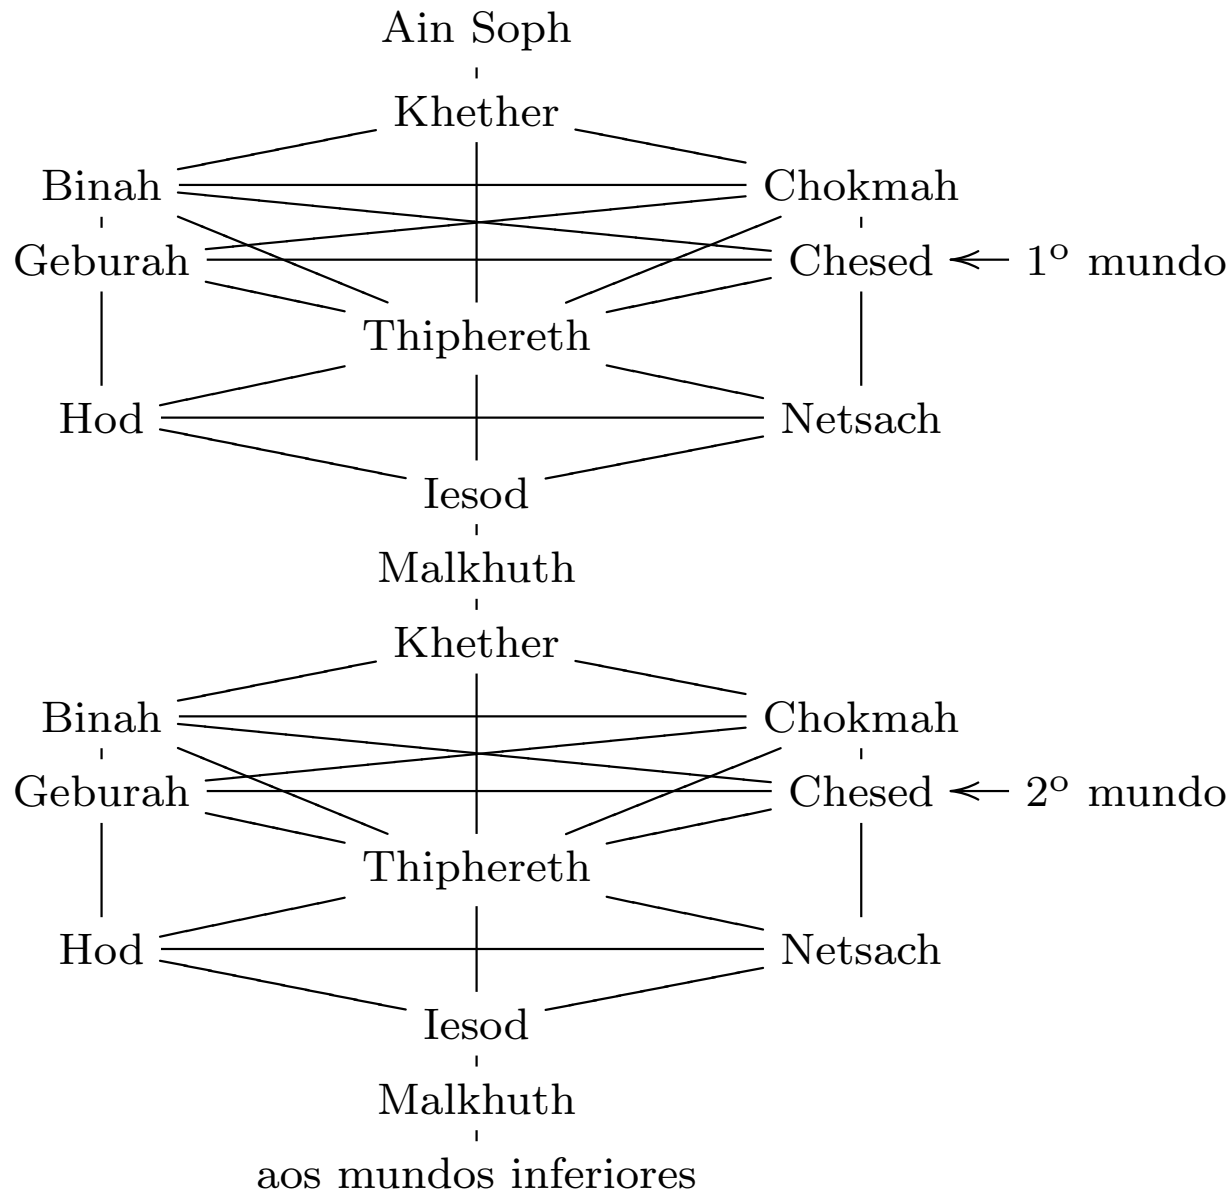 Ain Soph
Khether
Binah Chokmah
Geburah Chesed 1º mundo
Thiphereth
Hod Netsach
Iesod
Malkhuth
Khether
Binah Chokmah
Geburah Chesed 2º mundo
Thiphereth
Hod Netsach
Iesod
Malkhuth
aos mundos inferiores